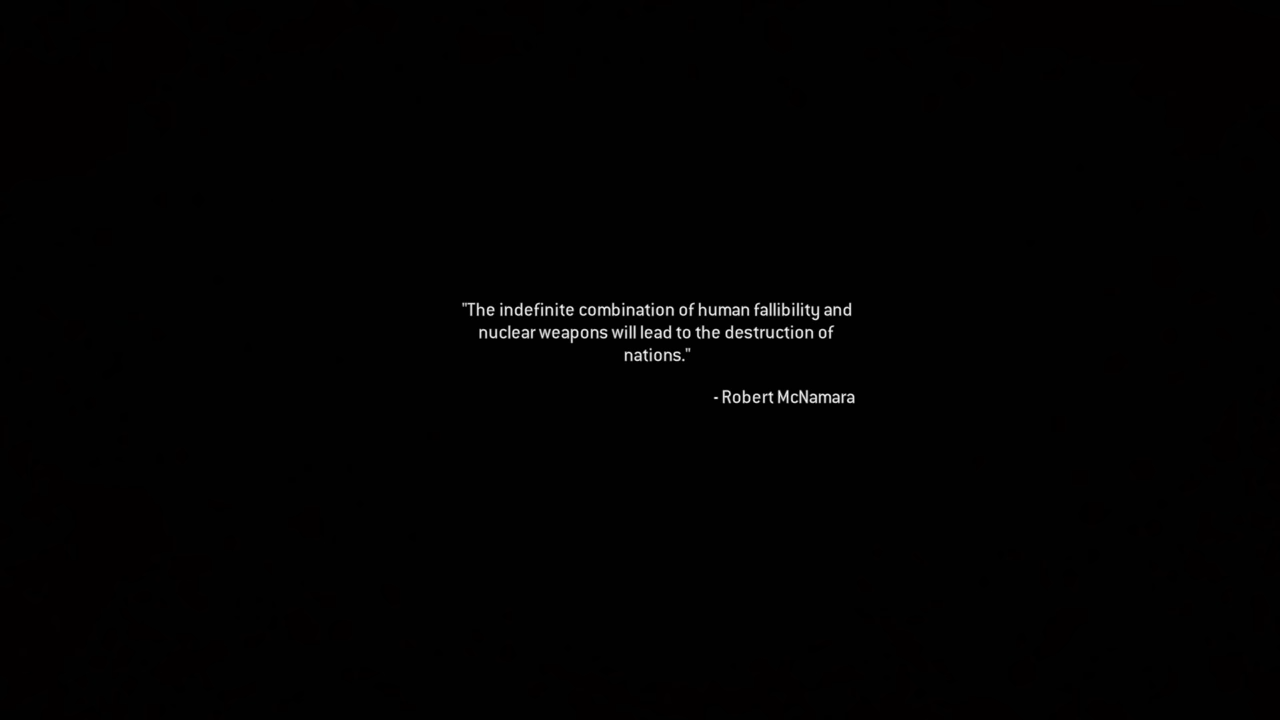 "The indefinite combination of human fallibility and
nuclear weapons will lead to the destruction of
nations."
- Robert McNamara